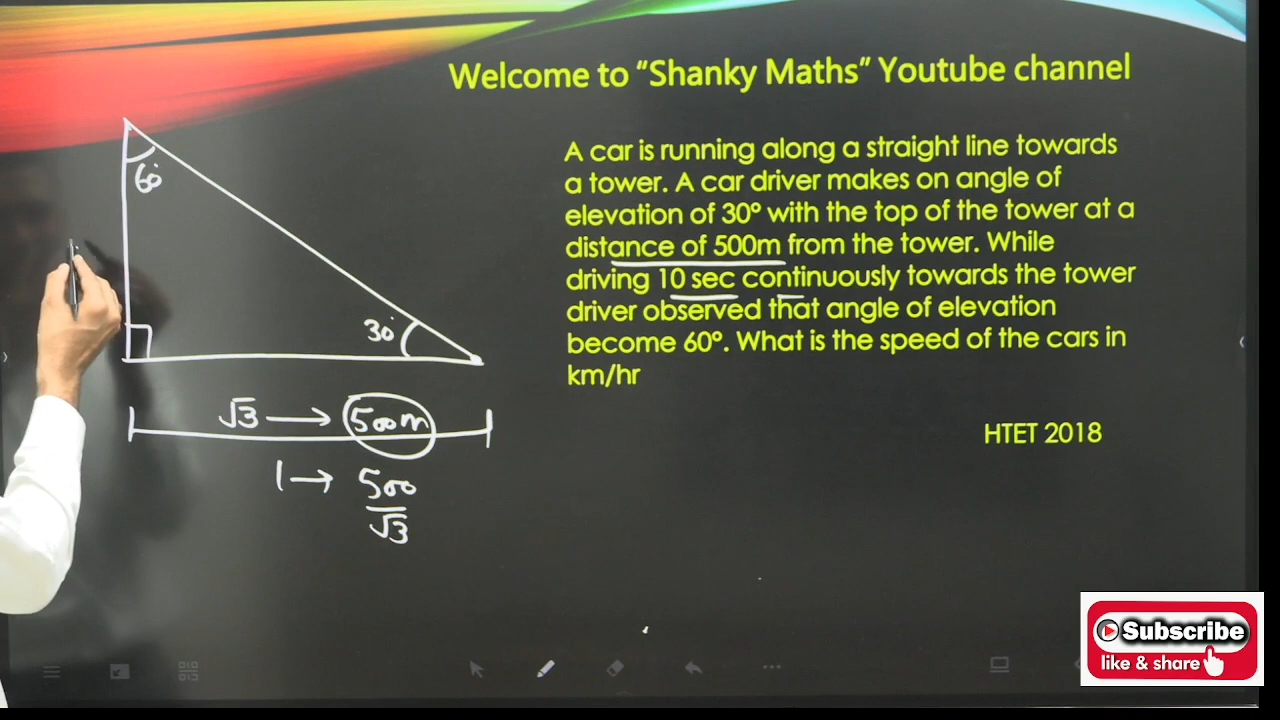 Welcome to “Shanky Maths” Youtube channel
A car is running along a straight line towards
a tower. A car driver makes on angle of
elevation of 30° with the top of the tower at a
distance of 500m from the tower. While
driving 10 sec continuously towards the tower
driver observed that angle of elevation
become 60°. What is the speed of the cars in
km/hr
HTET 2018
60°
30°
√3 → 500m
1 → 500
√3
Subscribe
like & share